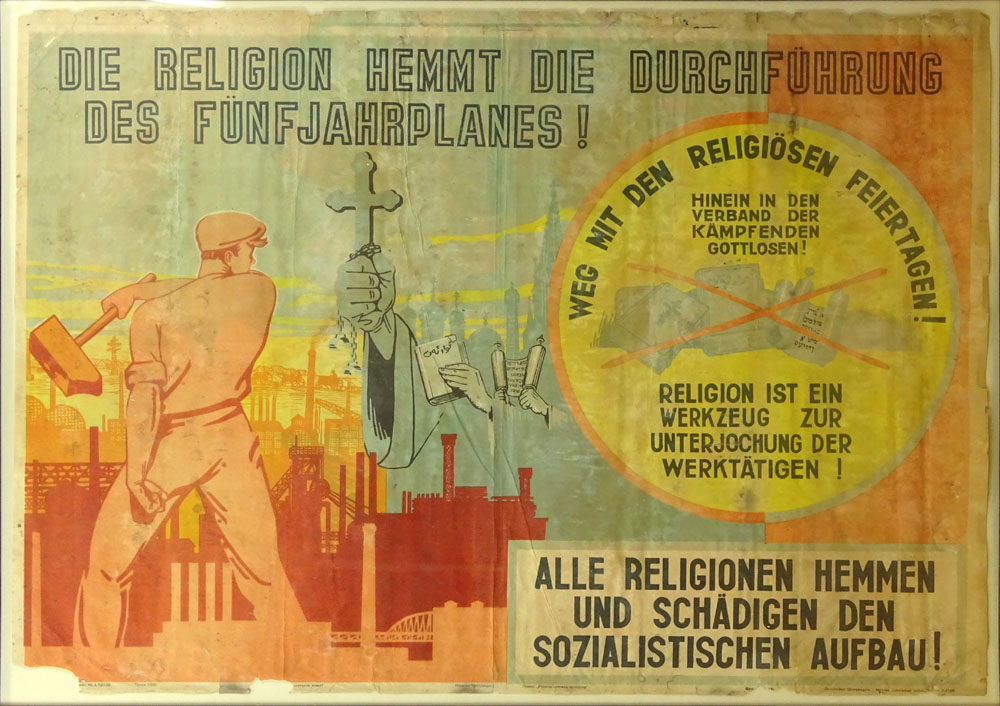 DIE RELIGION HEMMT DIE DURCHFÜHRUNG
DES FÜNFJAHRPLANES!
WEG MIT DEN RELIGIÖSEN FEIERTAGEN!
HINEIN IN DEN
VERBAND DER
KÄMPFENDEN
GOTTLOSEN!
RELIGION IST EIN
WERKZEUG ZUR
UNTERJOCHUNG DER
WERKTÄTIGEN!
ALLE RELIGIONEN HEMMEN
UND SCHÄDIGEN DEN
SOZIALISTISCHEN AUFBAU!